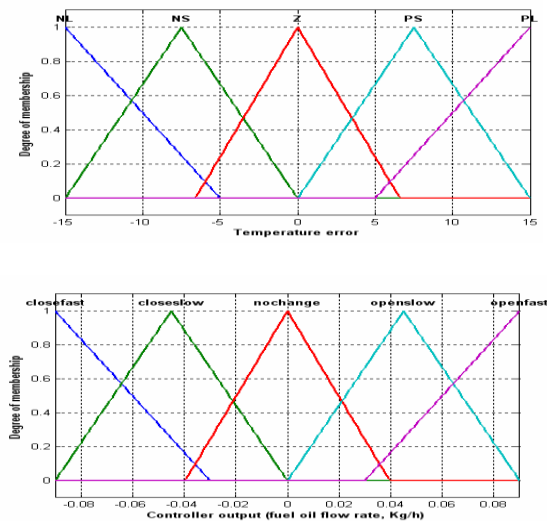 NL NS Z PS PL
1
0.8
0.6
0.4
0.2
0
Degree of membership
-15 -10 -5 0 5 10 15
Temperature error
closefast closeslow nochange openslow openfast
1
0.8
0.6
0.4
0.2
0
Degree of membership
-0.08 -0.06 -0.04 -0.02 0 0.02 0.04 0.06 0.08
Controller output (fuel oil flow rate, Kg/h)